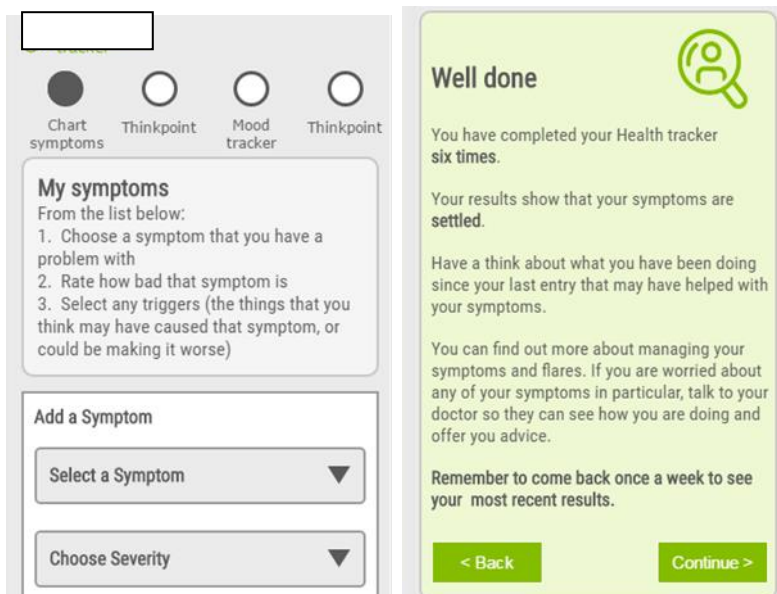 Chart
symptoms
Thinkpoint
Mood
tracker
Thinkpoint
My symptoms
From the list below:
1. Choose a symptom that you have a
problem with
2. Rate how bad that symptom is
3. Select any triggers (the things that you
think may have caused that symptom, or
could be making it worse)
Add a Symptom
Select a Symptom
Choose Severity
Well done
You have completed your Health tracker
six times.
Your results show that your symptoms are
settled.
Have a think about what you have been doing
since your last entry that may have helped with
your symptoms.
You can find out more about managing your
symptoms and flares. If you are worried about
any of your symptoms in particular, talk to your
doctor so they can see how you are doing and
offer you advice.
Remember to come back once a week to see
your most recent results.
< Back
Continue >